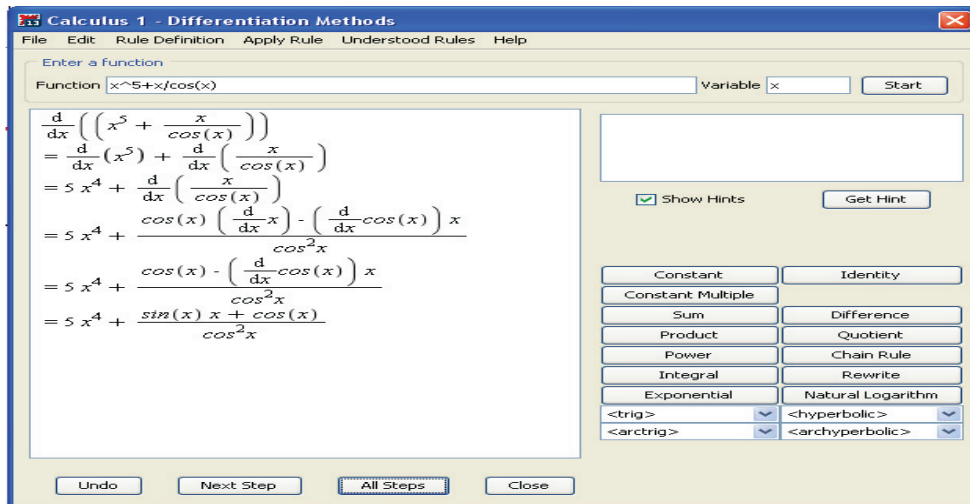 Calculus 1 - Differentiation Methods
File Edit Rule Definition Apply Rule Understood Rules Help
Enter a function
Function x^5+x/cos(x) Variable x Start
d/dx((x^5 + x/cos(x)))
= d/dx(x^5) + d/dx(x/cos(x))
= 5 x^4 + d/dx(x/cos(x))
= 5 x^4 + (cos(x) (d/dx x) - (d/dx cos(x)) x)/cos^2 x
= 5 x^4 + (cos(x) - (d/dx cos(x)) x)/cos^2 x
= 5 x^4 + (sin(x) x + cos(x))/cos^2 x
Show Hints Get Hint
Constant Identity
Constant Multiple
Sum Difference
Product Quotient
Power Chain Rule
Integral Rewrite
Exponential Natural Logarithm
<trig> <hyperbolic>
<arctrig> <archyperbolic>
Undo Next Step All Steps Close